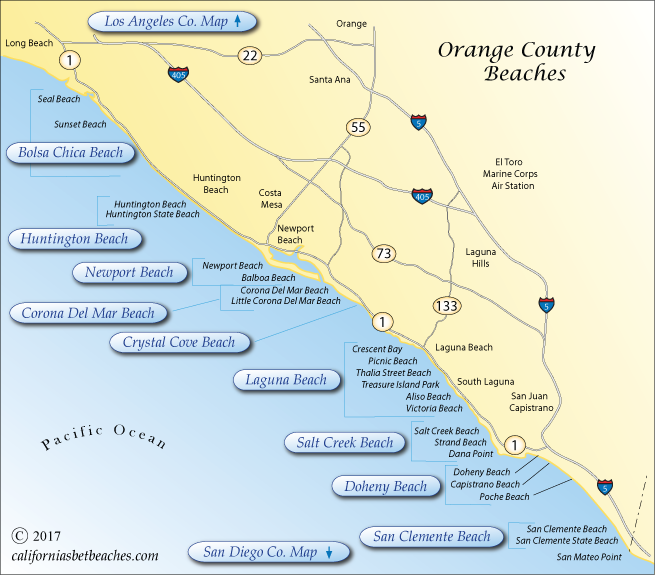 Los Angeles Co. Map
Orange
Long Beach
Orange County
Beaches
1
22
405
Santa Ana
Seal Beach
5
Sunset Beach
55
Bolsa Chica Beach
El Toro
Marine Corps
Air Station
Huntington
Beach
Costa
Mesa
405
Huntington Beach
Huntington State Beach
Huntington Beach
Newport
Beach
73
Laguna
Hills
Newport Beach
Newport Beach
Balboa Beach
Corona Del Mar Beach
Little Corona Del Mar Beach
Corona Del Mar Beach
133
5
1
Crystal Cove Beach
Laguna Beach
Crescent Bay
Picnic Beach
Thalia Street Beach
Treasure Island Park
Aliso Beach
Victoria Beach
Laguna Beach
South Laguna
San Juan
Capistrano
Pacific Ocean
Salt Creek Beach
Salt Creek Beach
Strand Beach
Dana Point
1
Doheny Beach
Doheny Beach
Capistrano Beach
Poche Beach
5
San Clemente Beach
San Clemente Beach
San Clemente State Beach
San Mateo Point
© 2017
californiasbetbeaches.com
San Diego Co. Map